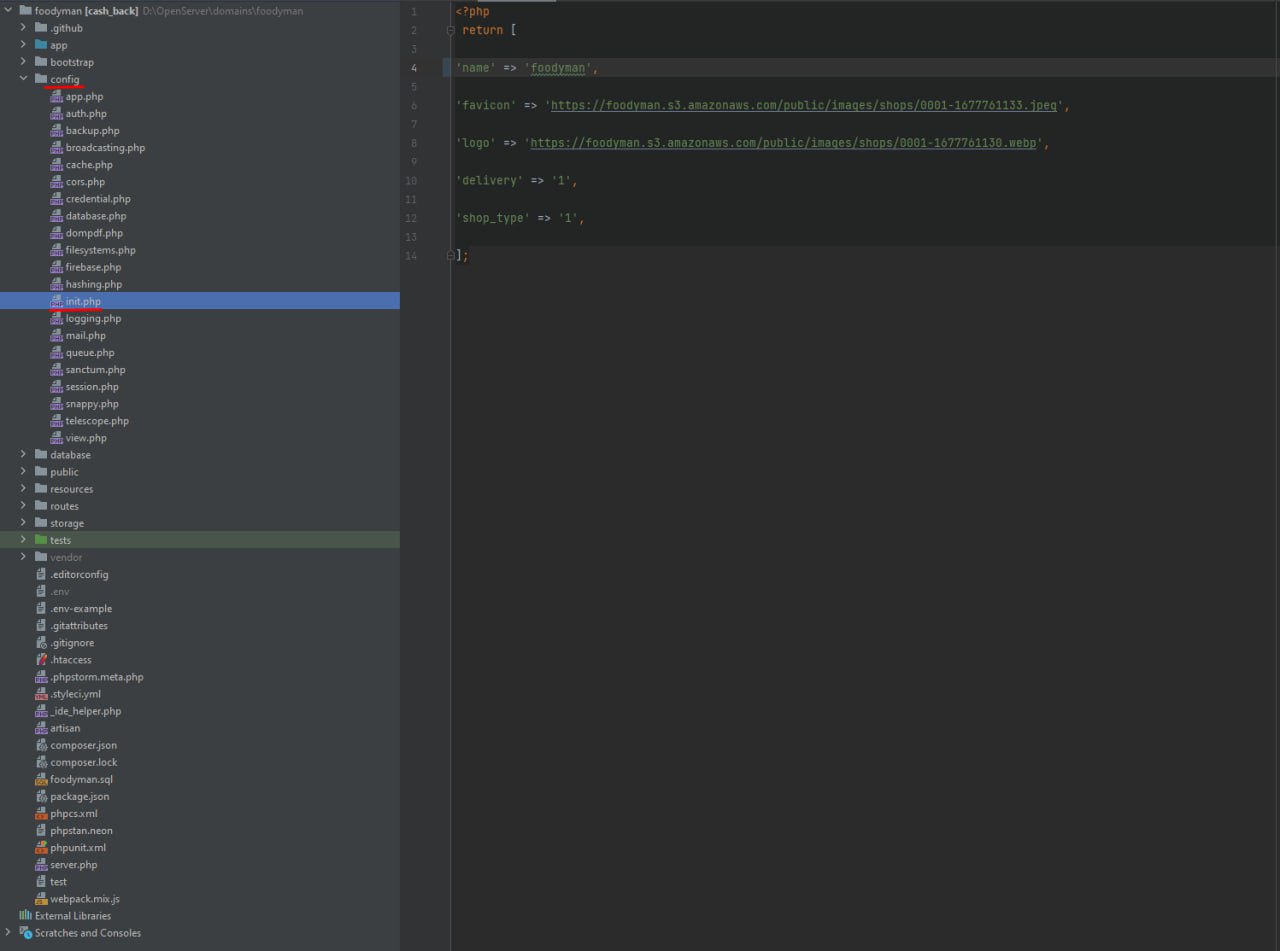 foodyman [cash_back] D:\OpenServer\domains\foodyman
.github
app
bootstrap
config
app.php
auth.php
backup.php
broadcasting.php
cache.php
cors.php
credential.php
database.php
dompdf.php
filesystems.php
firebase.php
hashing.php
init.php
logging.php
mail.php
queue.php
sanctum.php
session.php
snappy.php
telescope.php
view.php
database
public
resources
routes
storage
tests
vendor
.editorconfig
.env
.env-example
.gitattributes
.gitignore
.htaccess
.phpstorm.meta.php
.styleci.yml
_ide_helper.php
artisan
composer.json
composer.lock
foodyman.sql
package.json
phpcs.xml
phpstan.neon
phpunit.xml
server.php
test
webpack.mix.js
External Libraries
Scratches and Consoles
1 <?php
2 return [
3
4 'name' => 'foodyman',
5
6 'favicon' => 'https://foodyman.s3.amazonaws.com/public/images/shops/0001-1677761133.jpeg',
7
8 'logo' => 'https://foodyman.s3.amazonaws.com/public/images/shops/0001-1677761130.webp',
9
10 'delivery' => '1',
11
12 'shop_type' => '1',
13
14 ];